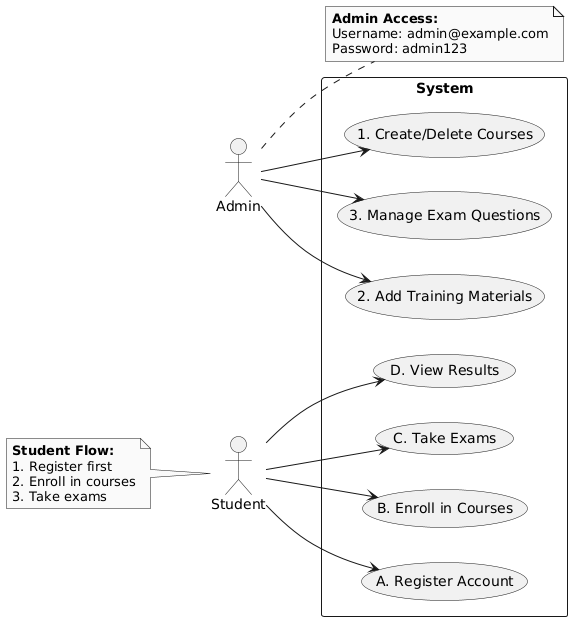 Admin Access:
Username: admin@example.com
Password: admin123
System
1. Create/Delete Courses
Admin
3. Manage Exam Questions
2. Add Training Materials
D. View Results
C. Take Exams
Student Flow:
1. Register first
2. Enroll in courses
3. Take exams
Student
B. Enroll in Courses
A. Register Account